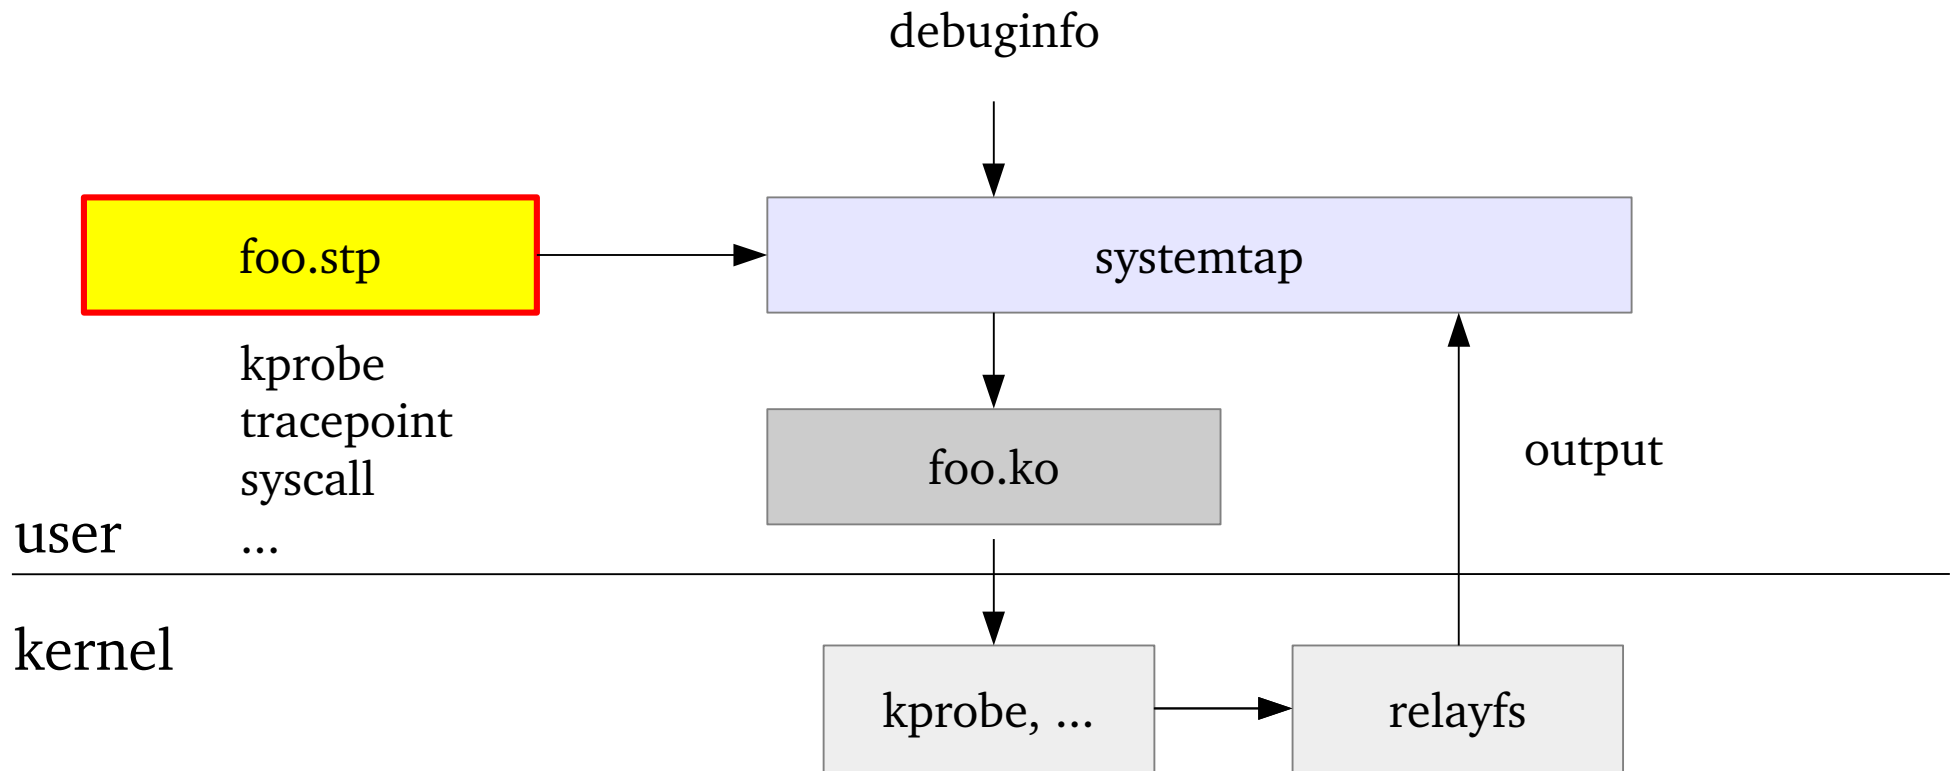 debuginfo
foo.stp
systemtap
kprobe
tracepoint
syscall
...
foo.ko
output
user
kernel
kprobe, ...
relayfs